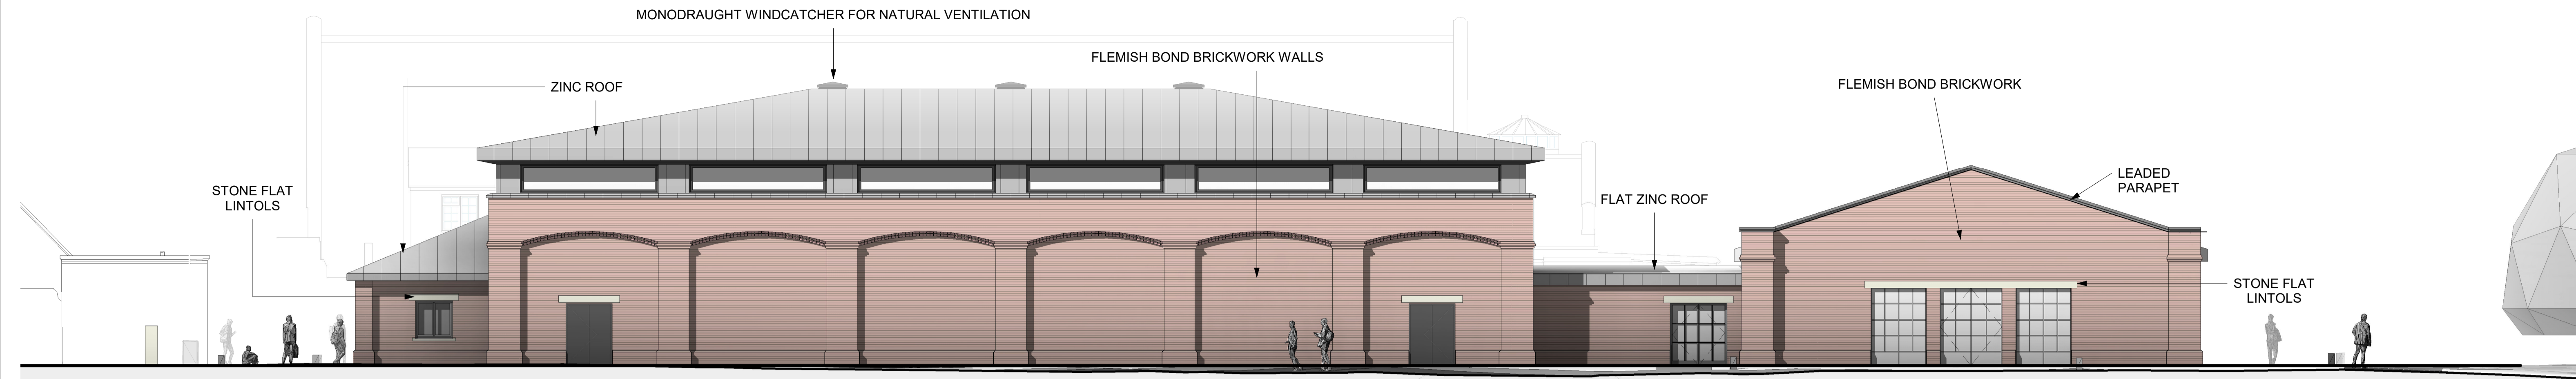 MONODRAUGHT WINDCATCHER FOR NATURAL VENTILATION
FLEMISH BOND BRICKWORK WALLS
ZINC ROOF
FLEMISH BOND BRICKWORK
STONE FLAT
LINTOLS
LEADED
PARAPET
FLAT ZINC ROOF
STONE FLAT
LINTOLS